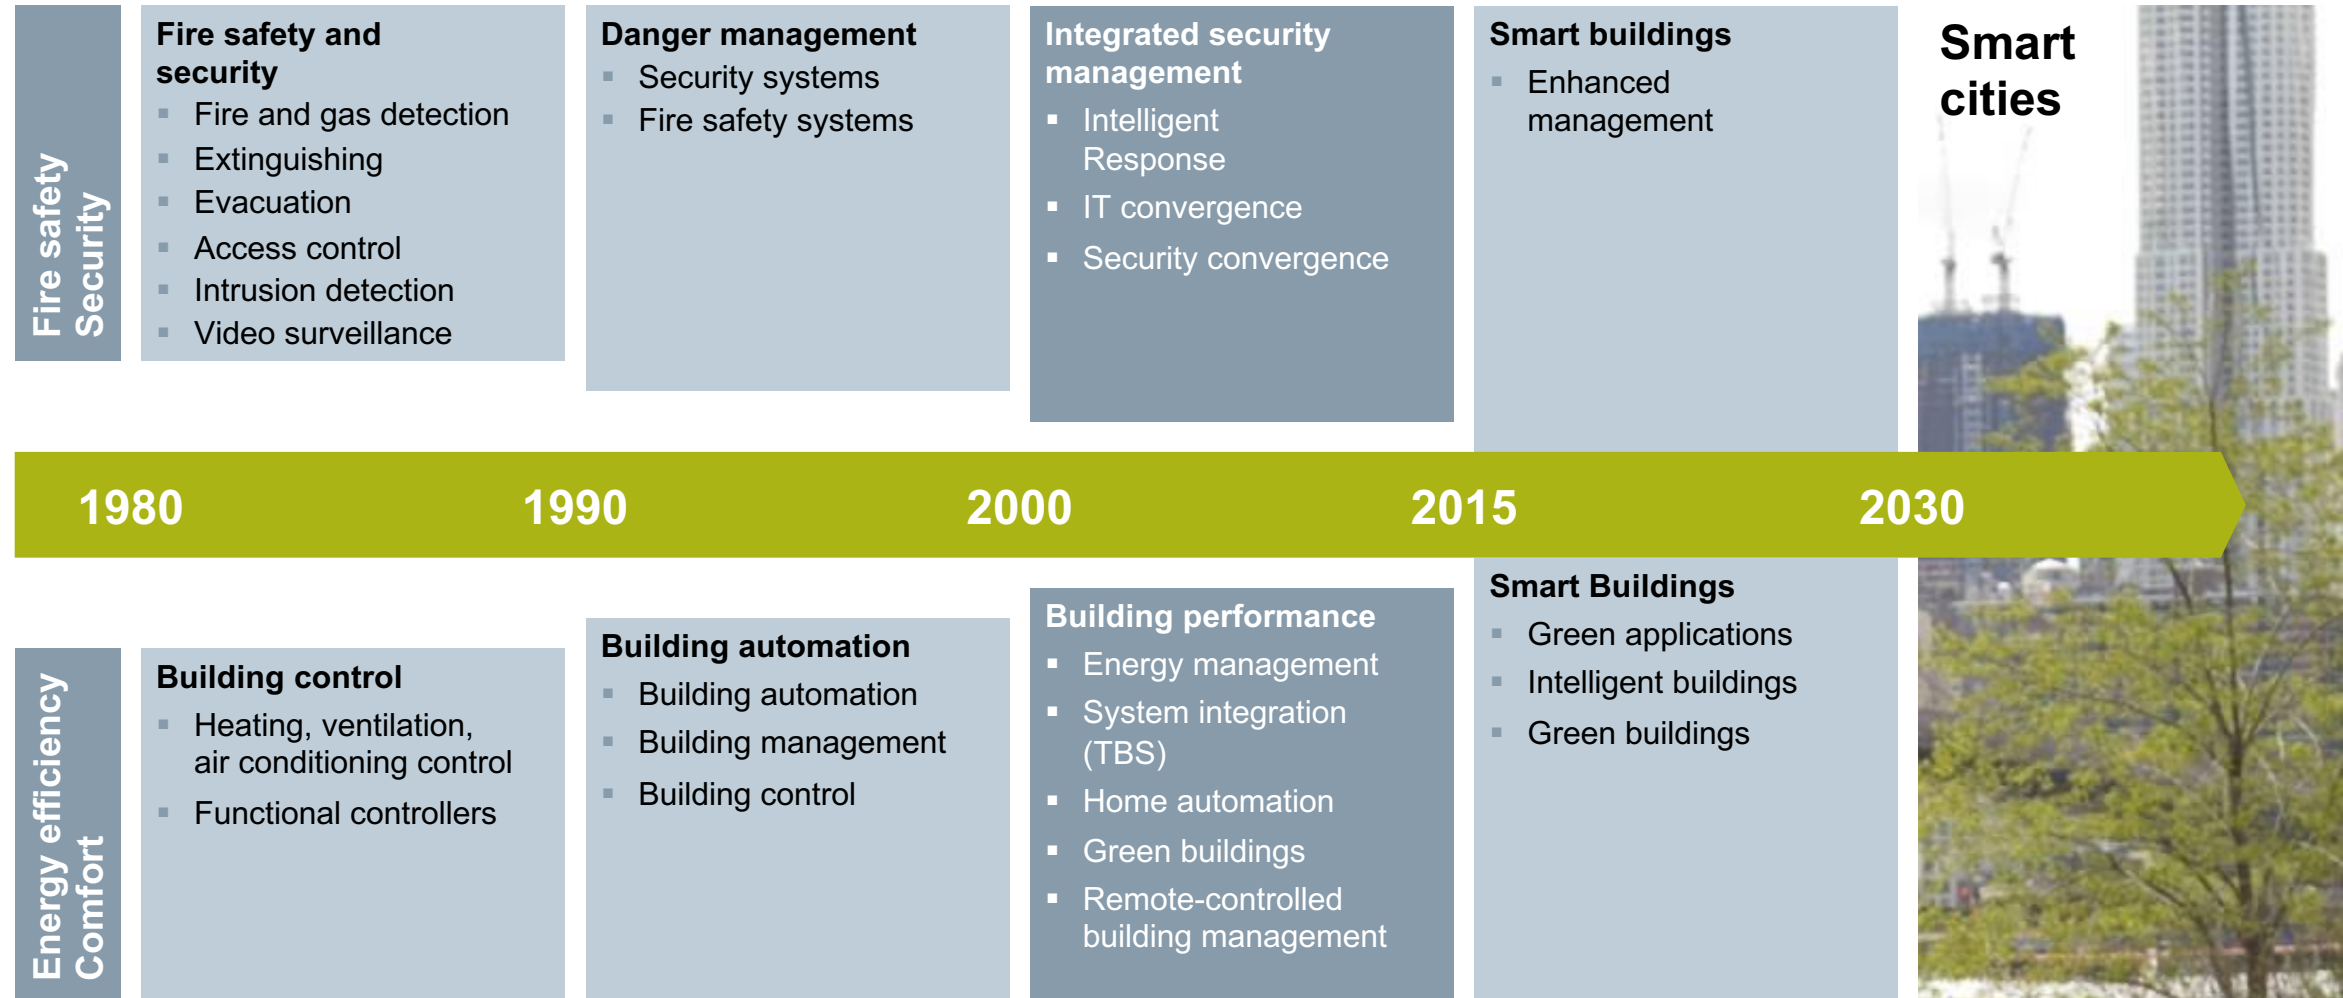 Fire safety
Security
Fire safety and
security
Fire and gas detection
Extinguishing
Evacuation
Access control
Intrusion detection
Video surveillance
Danger management
Security systems
Fire safety systems
Integrated security
management
Intelligent
Response
IT convergence
Security convergence
Smart buildings
Enhanced
management
Smart
cities
1980
1990
2000
2015
2030
Energy efficiency
Comfort
Building control
Heating, ventilation,
air conditioning control
Functional controllers
Building automation
Building automation
Building management
Building control
Building performance
Energy management
System integration
(TBS)
Home automation
Green buildings
Remote-controlled
building management
Smart Buildings
Green applications
Intelligent buildings
Green buildings